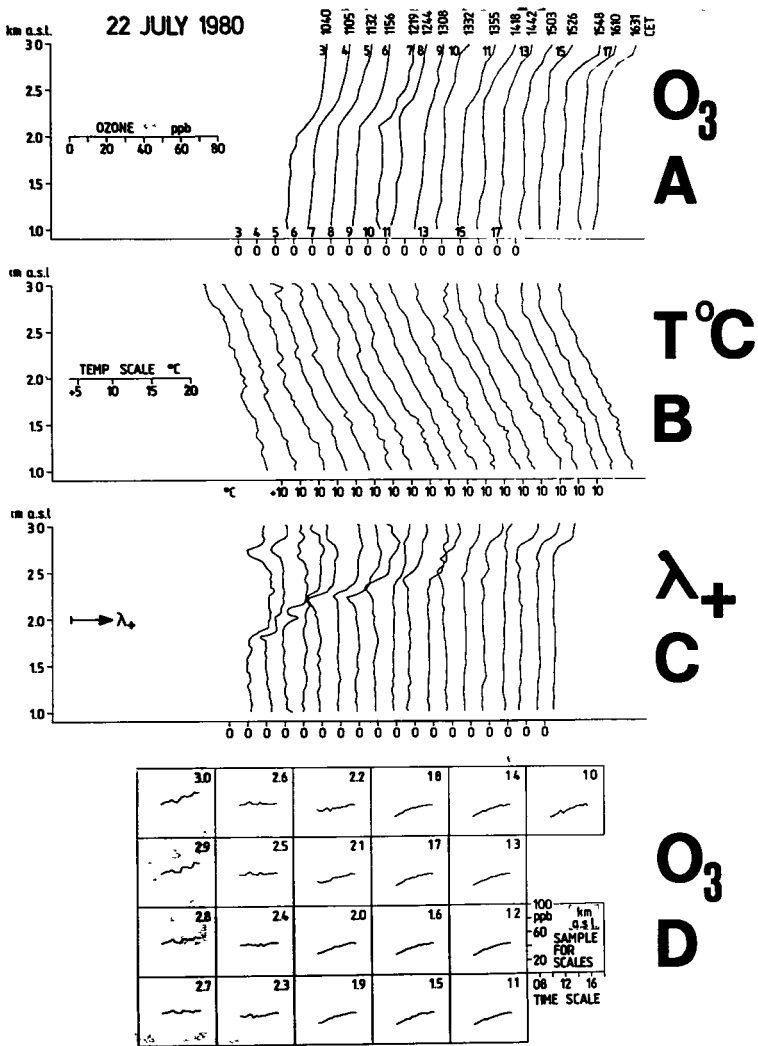 km a.s.l.
22 JULY 1980
1040 1105 1132 1156 1219 1244 1308 1332 1355 1418 1442 1503 1526 1548 1610 1631 CET
3 4 5 6 7 8 9 10 11 13 15 17
3.0
2.5
2.0
1.5
1.0
OZONE ppb
0 20 40 60 80
3 4 5 6 7 8 9 10 11 13 15 17
0 0 0 0 0 0 0 0 0 0 0 0 0 0 0 0
O3
A
km a.s.l.
3.0
2.5
2.0
1.5
1.0
TEMP SCALE °C
+5 10 15 20
°C +10 10 10 10 10 10 10 10 10 10 10 10 10 10 10 10 10 10
T°C
B
km a.s.l
3.0
2.5
2.0
1.5
1.0
λ+
0 0 0 0 0 0 0 0 0 0 0 0 0 0 0 0 0 0
λ+
C
3.0 2.6 2.2 1.8 1.4 1.0
2.9 2.5 2.1 1.7 1.3
2.8 2.4 2.0 1.6 1.2
2.7 2.3 1.9 1.5 1.1
100
ppb
60
20
km
a.s.l.
SAMPLE
FOR
SCALES
08 12 16
TIME SCALE
O3
D